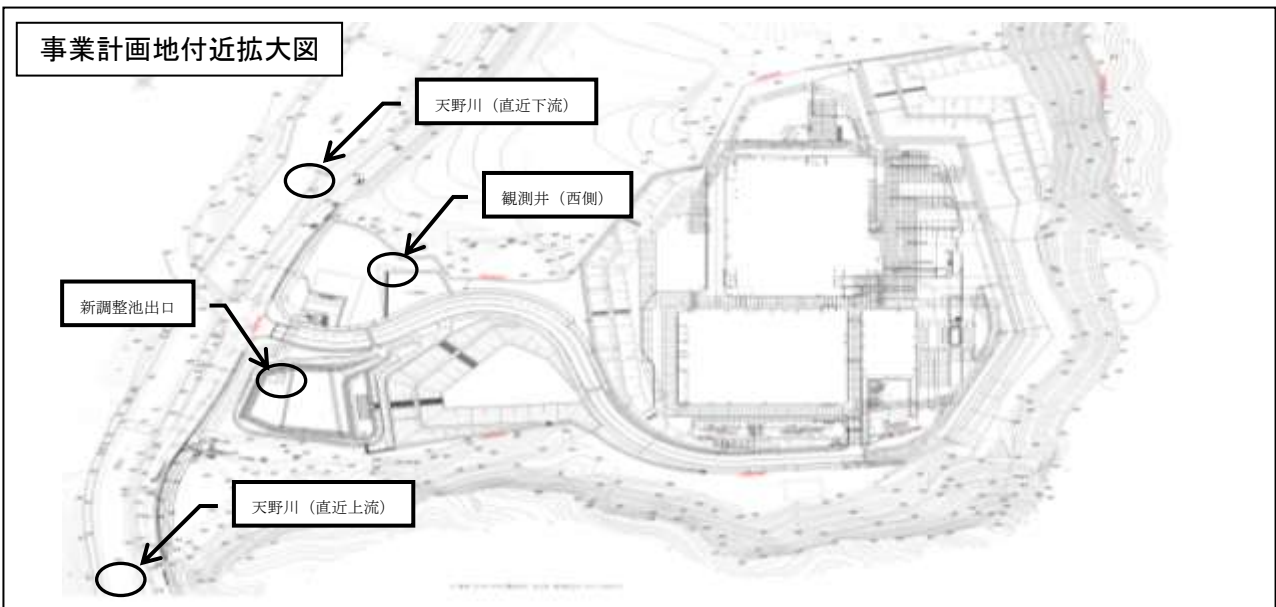 事業計画地付近拡大図
天野川（直近下流）
観測井（西側）
新調整池出口
天野川（直近上流）